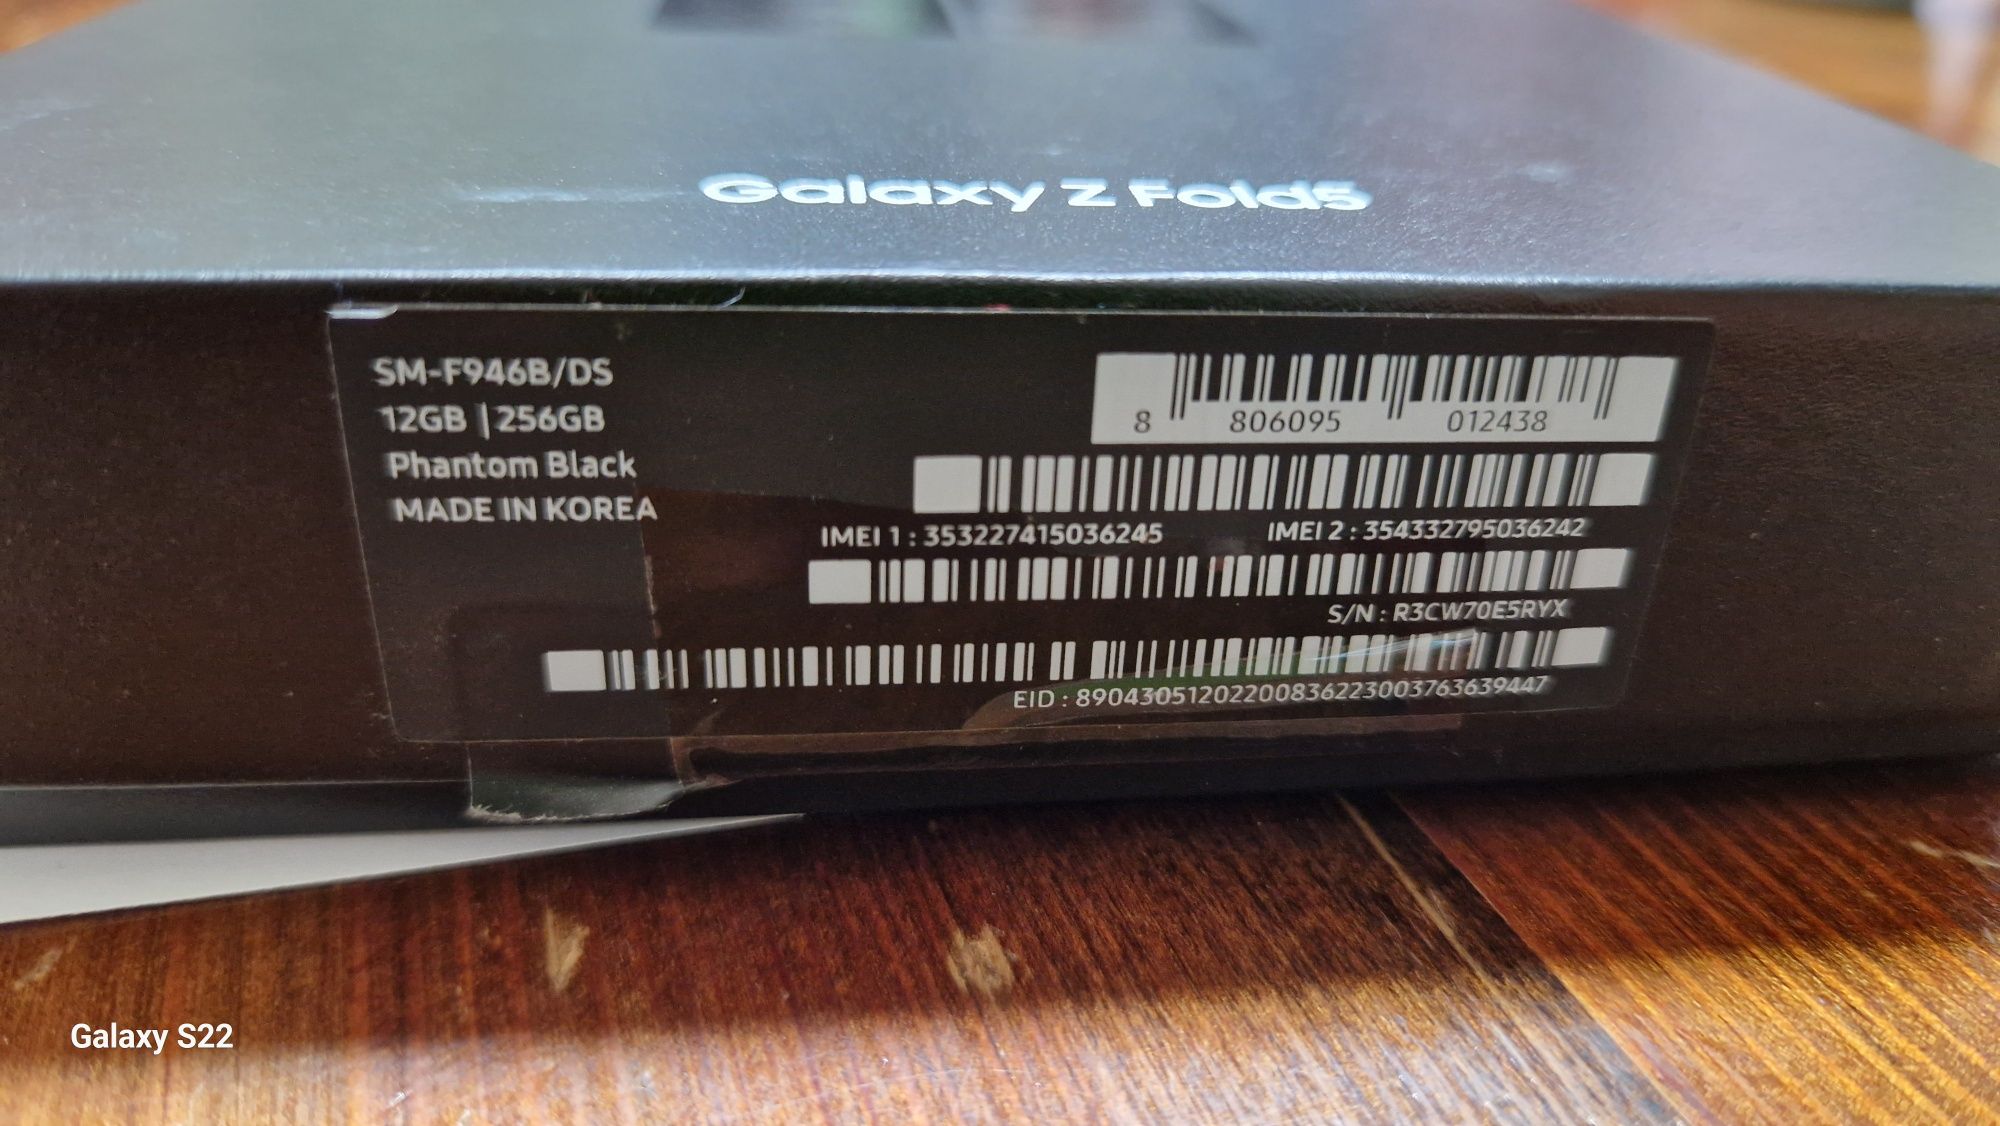 Galaxy Z Fold5
SM-F946B/DS
12GB | 256GB
Phantom Black
MADE IN KOREA
8 806095 012438
IMEI 1 : 353227415036245 IMEI 2 : 354332795036242
S/N : R3CW70E5RYX
EID : 89043051202200836223003763639447
Galaxy S22